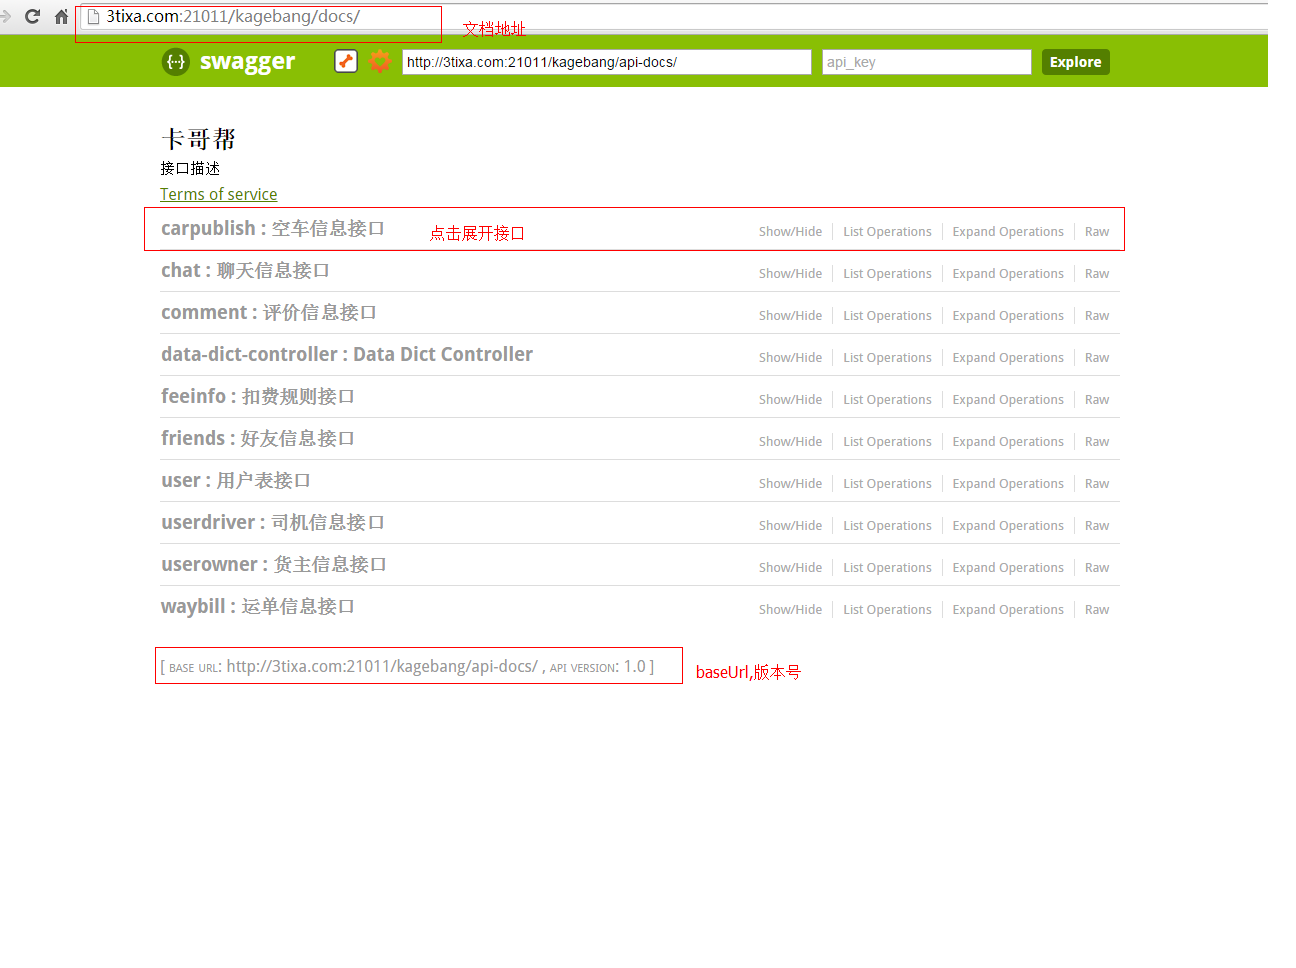 3tixa.com:21011/kagebang/docs/
文档地址
{··} swagger http://3tixa.com:21011/kagebang/api-docs/ api_key Explore
卡哥帮
接口描述
Terms of service
carpublish : 空车信息接口 点击展开接口 Show/Hide List Operations Expand Operations Raw
chat : 聊天信息接口 Show/Hide List Operations Expand Operations Raw
comment : 评价信息接口 Show/Hide List Operations Expand Operations Raw
data-dict-controller : Data Dict Controller Show/Hide List Operations Expand Operations Raw
feeinfo : 扣费规则接口 Show/Hide List Operations Expand Operations Raw
friends : 好友信息接口 Show/Hide List Operations Expand Operations Raw
user : 用户表接口 Show/Hide List Operations Expand Operations Raw
userdriver : 司机信息接口 Show/Hide List Operations Expand Operations Raw
userowner : 货主信息接口 Show/Hide List Operations Expand Operations Raw
waybill : 运单信息接口 Show/Hide List Operations Expand Operations Raw
[ BASE URL: http://3tixa.com:21011/kagebang/api-docs/ , API VERSION: 1.0 ] baseUrl,版本号